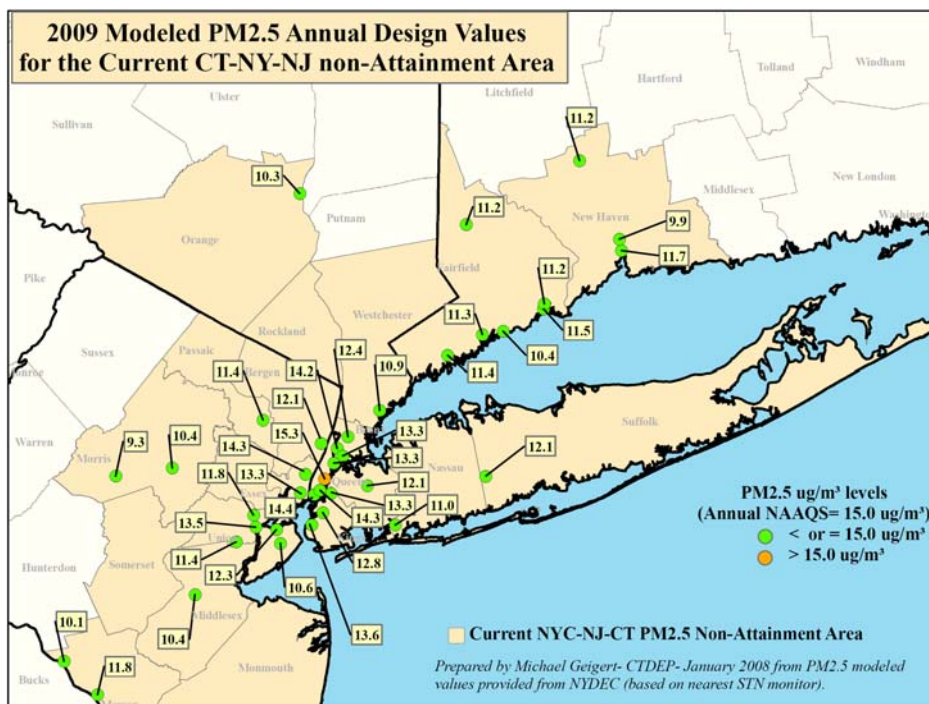 2009 Modeled PM2.5 Annual Design Values
for the Current CT-NY-NJ non-Attainment Area
Windham
Tolland
Hartford
Litchfield
Ulster
Sullivan
11.2
10.3
Middlesex
New London
Putnam
11.2
New Haven
9.9
Washington
Orange
11.7
Pike
Fairfield
11.2
Westchester
11.3
11.5
Rockland
Sussex
Passaic
12.4
10.4
11.4
Bergen
14.2
10.9
11.4
12.1
Suffolk
Warren
15.3
13.3
9.3
10.4
14.3
13.3
Nassau
12.1
Morris
11.8
13.3
Queens
12.1
PM2.5 ug/m³ levels
Essex
(Annual NAAQS= 15.0 ug/m³)
14.4
13.3
11.0
13.5
14.3
< or = 15.0 ug/m³
Union
11.4
> 15.0 ug/m³
Hunterdon
Somerset
12.3
12.8
10.6
Middlesex
10.1
10.4
13.6
Current NYC-NJ-CT PM2.5 Non-Attainment Area
11.8
Monmouth
Bucks
Prepared by Michael Geigert- CTDEP- January 2008 from PM2.5 modeled
values provided from NYDEC (based on nearest STN monitor).